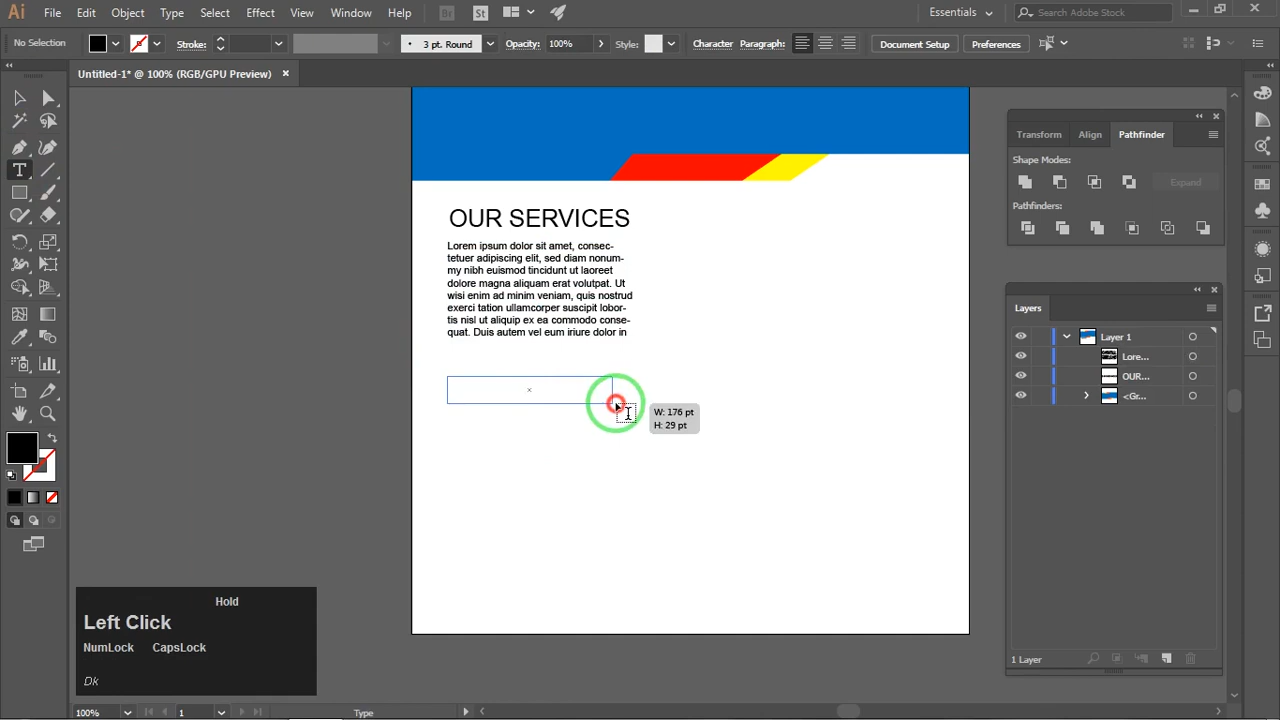 Ai
File
Edit
Object
Type
Select
Effect
View
Window
Help
Br
St
Essentials
Search Adobe Stock
No Selection
Stroke:
3 pt. Round
Opacity:
100%
Style:
Character
Paragraph:
Document Setup
Preferences
Untitled-1* @ 100% (RGB/GPU Preview)
OUR SERVICES
Lorem ipsum dolor sit amet, consec-
tetuer adipiscing elit, sed diam nonum-
my nibh euismod tincidunt ut laoreet
dolore magna aliquam erat volutpat. Ut
wisi enim ad minim veniam, quis nostrud
exerci tation ullamcorper suscipit lobor-
tis nisl ut aliquip ex ea commodo conse-
quat. Duis autem vel eum iriure dolor in
W: 176 pt
H: 29 pt
Transform
Align
Pathfinder
Shape Modes:
Expand
Pathfinders:
Layers
Layer 1
Lore...
OUR...
<Gr...
1 Layer
Hold
Left Click
NumLock CapsLock
Dk
100%
1
Type